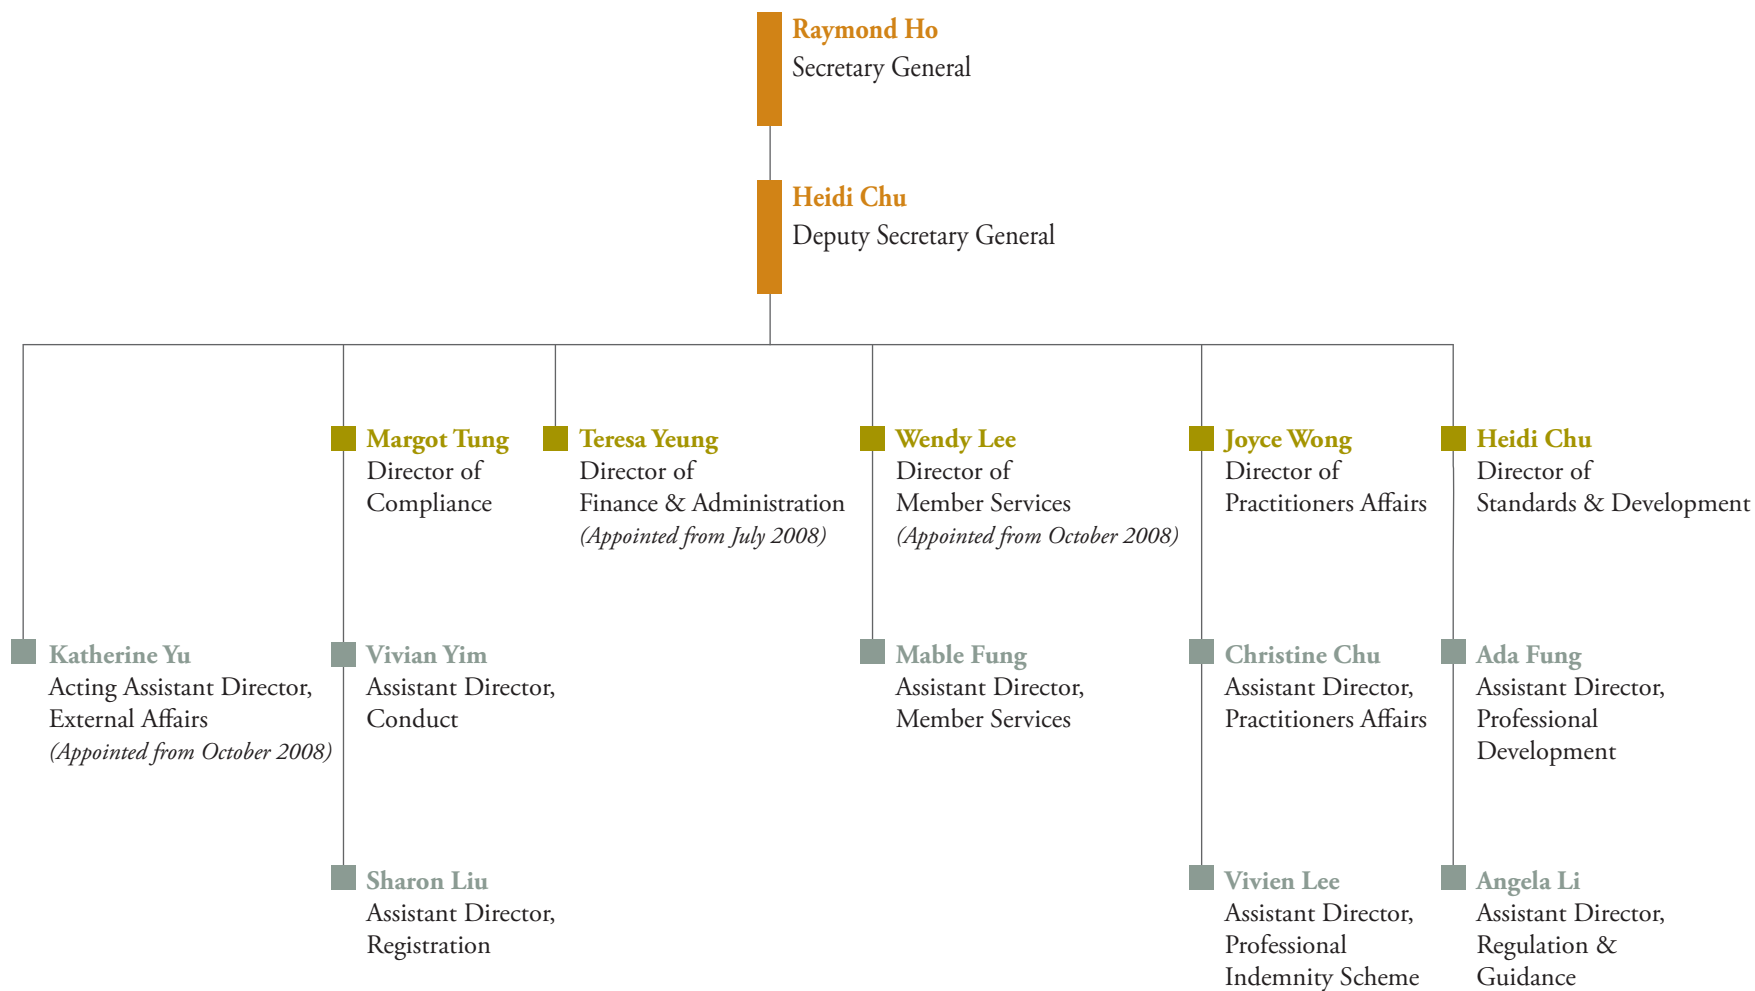 Raymond Ho
Secretary General
Heidi Chu
Deputy Secretary General
Margot Tung
Director of
Compliance
Teresa Yeung
Director of
Finance & Administration
(Appointed from July 2008)
Wendy Lee
Director of
Member Services
(Appointed from October 2008)
Joyce Wong
Director of
Practitioners Affairs
Heidi Chu
Director of
Standards & Development
Katherine Yu
Acting Assistant Director,
External Affairs
(Appointed from October 2008)
Vivian Yim
Assistant Director,
Conduct
Mable Fung
Assistant Director,
Member Services
Christine Chu
Assistant Director,
Practitioners Affairs
Ada Fung
Assistant Director,
Professional
Development
Sharon Liu
Assistant Director,
Registration
Vivien Lee
Assistant Director,
Professional
Indemnity Scheme
Angela Li
Assistant Director,
Regulation &
Guidance